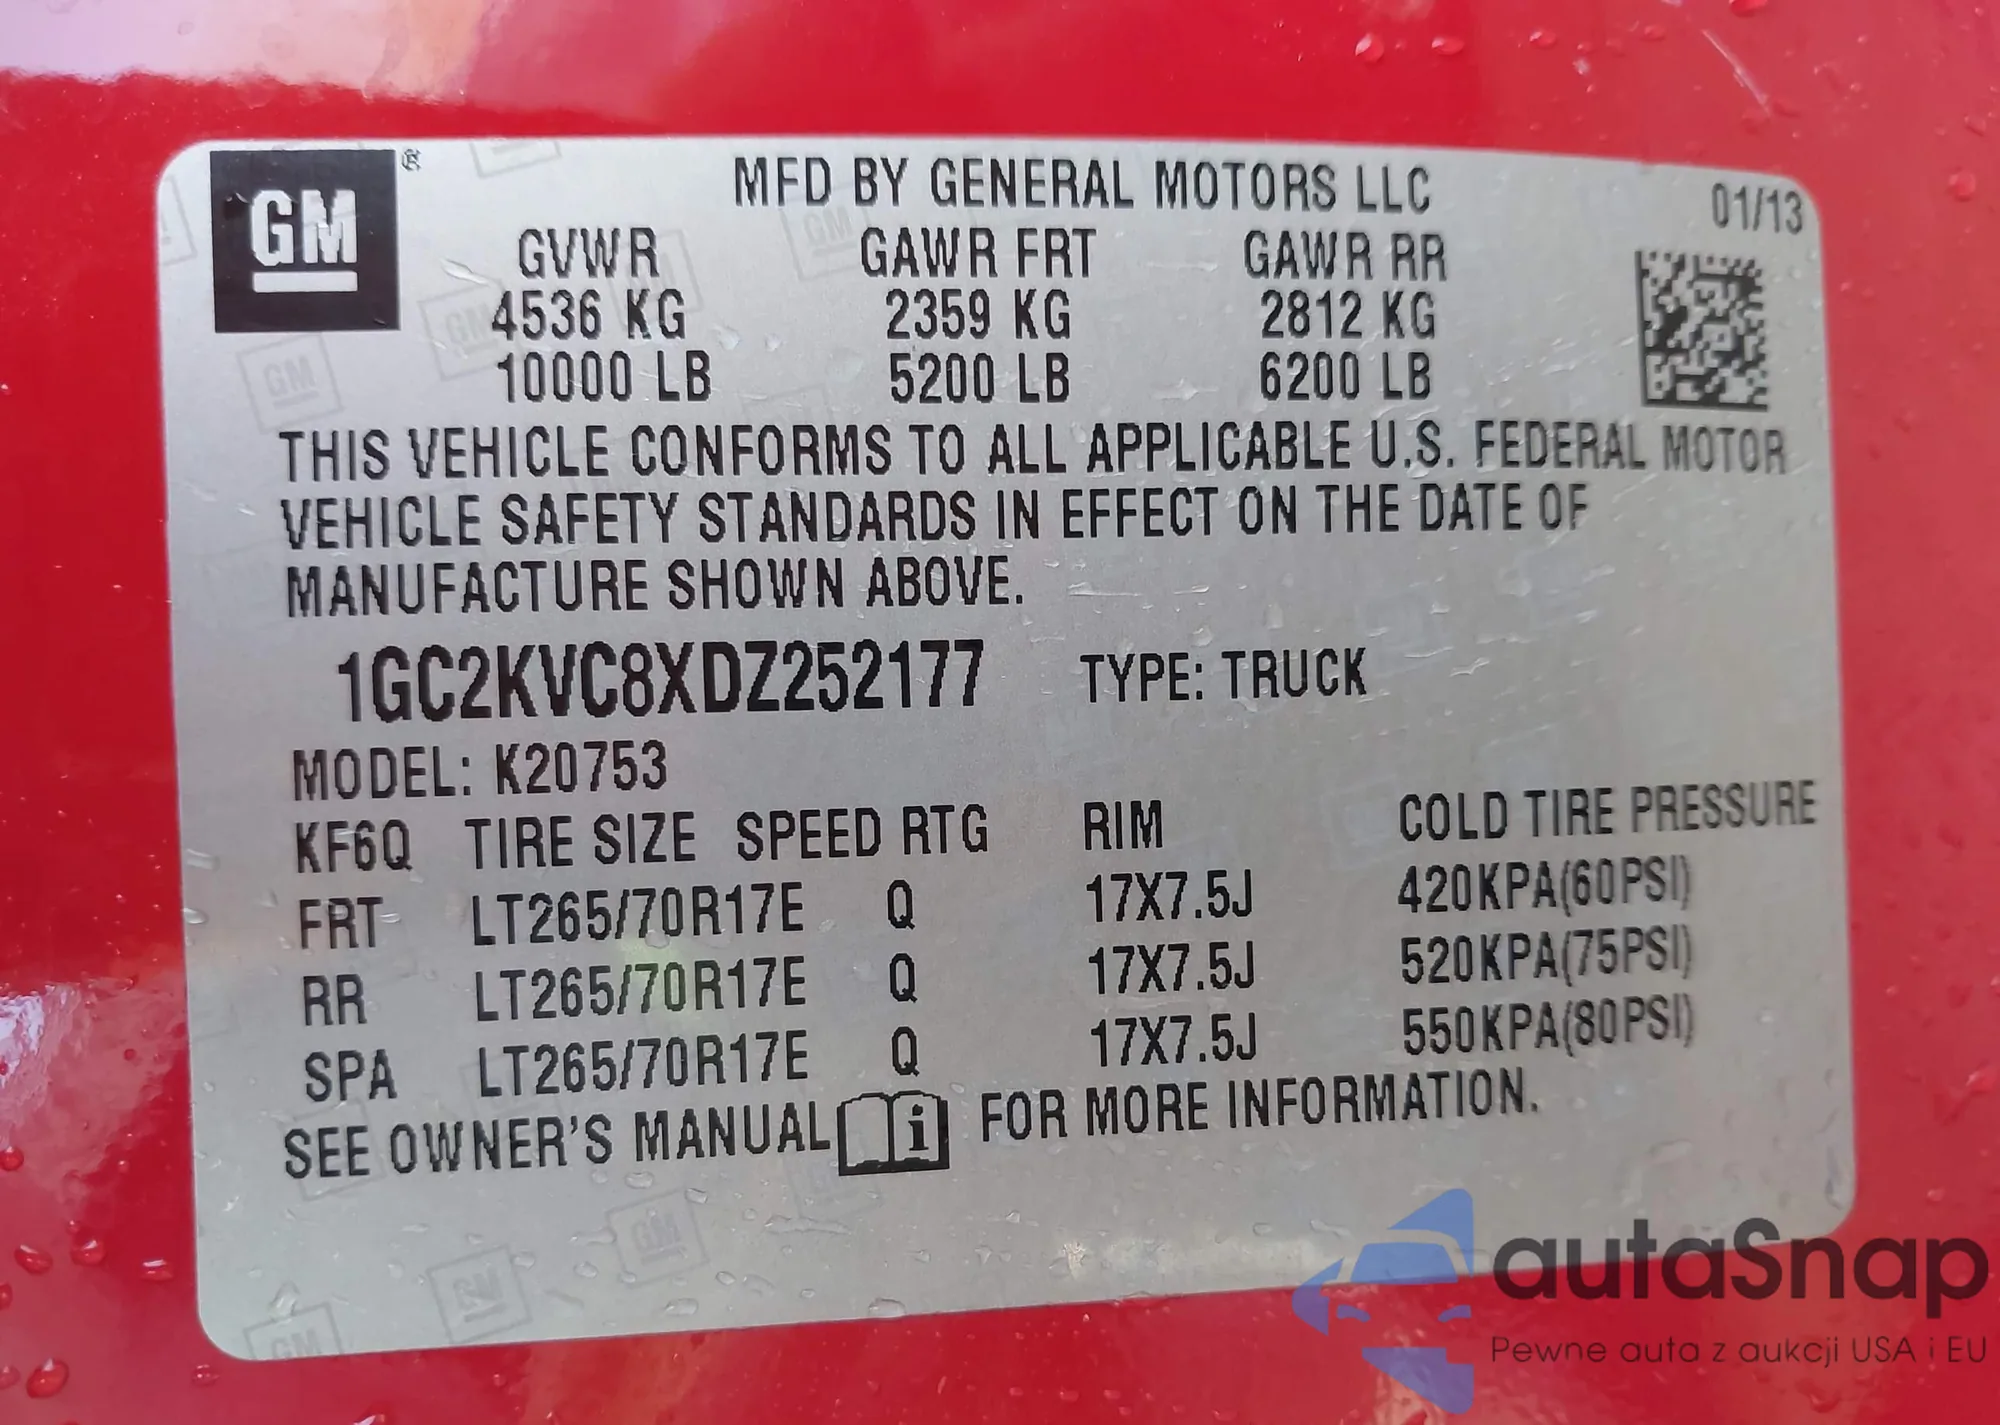 GM®
MFD BY GENERAL MOTORS LLC
01/13
GVWR GAWR FRT GAWR RR
4536 KG 2359 KG 2812 KG
10000 LB 5200 LB 6200 LB
THIS VEHICLE CONFORMS TO ALL APPLICABLE U.S. FEDERAL MOTOR
VEHICLE SAFETY STANDARDS IN EFFECT ON THE DATE OF
MANUFACTURE SHOWN ABOVE.
1GC2KVC8XDZ252177 TYPE: TRUCK
MODEL: K20753
KF6Q TIRE SIZE SPEED RTG RIM COLD TIRE PRESSURE
FRT LT265/70R17E Q 17X7.5J 420KPA(60PSI)
RR LT265/70R17E Q 17X7.5J 520KPA(75PSI)
SPA LT265/70R17E Q 17X7.5J 550KPA(80PSI)
SEE OWNER'S MANUAL i FOR MORE INFORMATION.
autaSnap
Pewne auta z aukcji USA i EU